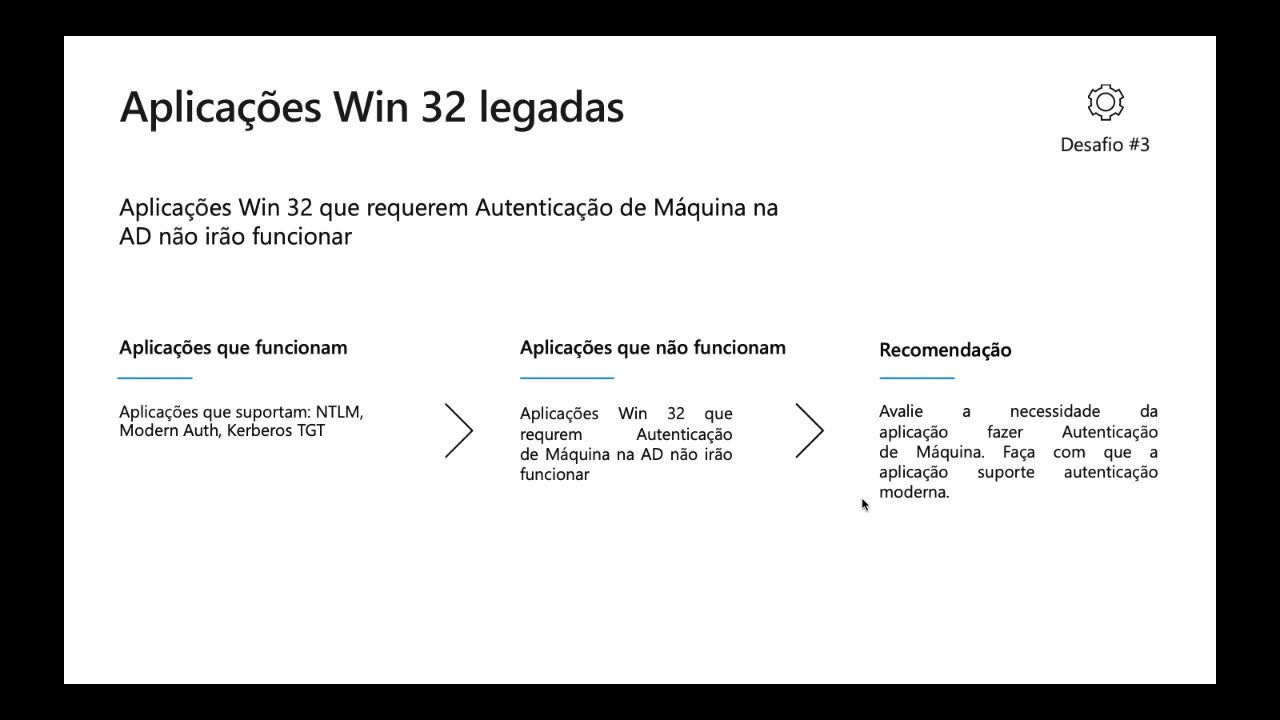 Aplicações Win 32 legadas
Desafio #3
Aplicações Win 32 que requerem Autenticação de Máquina na
AD não irão funcionar
Aplicações que funcionam
Aplicações que suportam: NTLM,
Modern Auth, Kerberos TGT
Aplicações que não funcionam
Aplicações Win 32 que
requrem Autenticação
de Máquina na AD não irão
funcionar
Recomendação
Avalie a necessidade da
aplicação fazer Autenticação
de Máquina. Faça com que a
aplicação suporte autenticação
moderna.